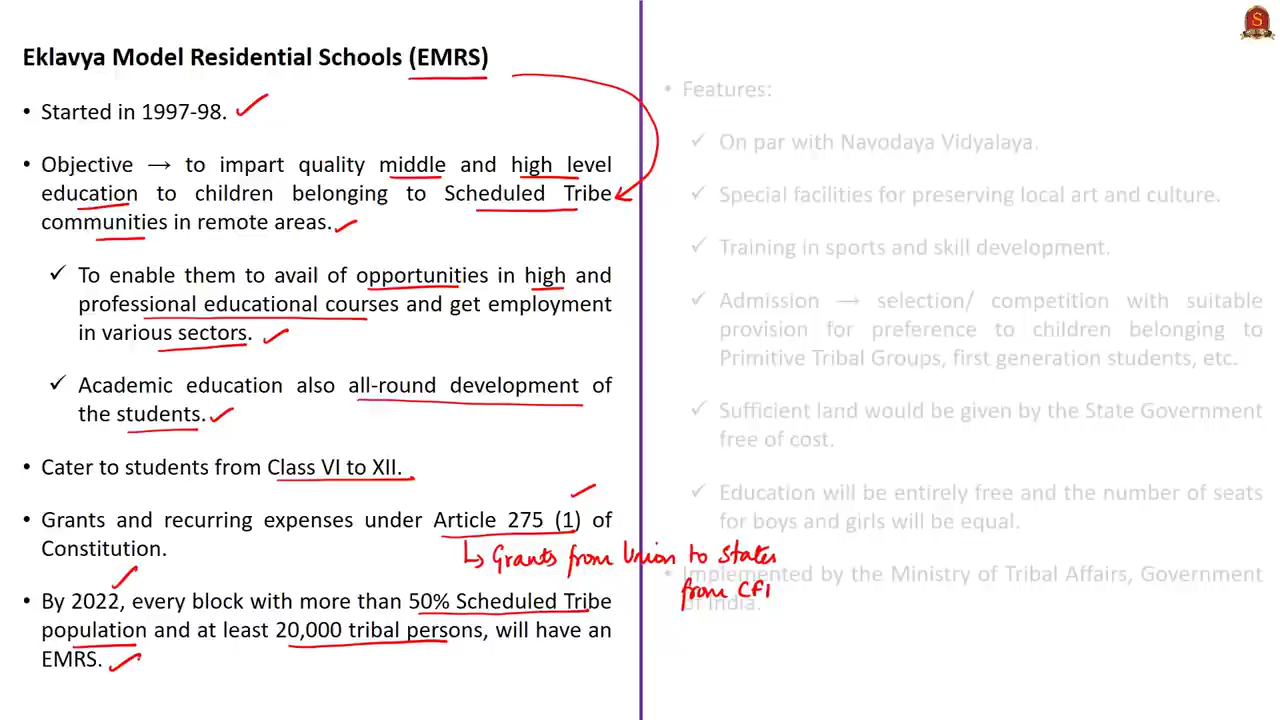 Eklavya Model Residential Schools (EMRS)
• Started in 1997-98.
• Objective → to impart quality middle and high level
education to children belonging to Scheduled Tribe
communities in remote areas.
✓ To enable them to avail of opportunities in high and
professional educational courses and get employment
in various sectors.
✓ Academic education also all-round development of
the students.
• Cater to students from Class VI to XII.
• Grants and recurring expenses under Article 275 (1) of
Constitution.
↳ Grants from Union to States
from CFI
• By 2022, every block with more than 50% Scheduled Tribe
population and at least 20,000 tribal persons, will have an
EMRS.
• Features:
✓ On par with Navodaya Vidyalaya.
✓ Special facilities for preserving local art and culture.
✓ Training in sports and skill development.
✓ Admission → selection/ competition with suitable
provision for preference to children belonging to
Primitive Tribal Groups, first generation students, etc.
✓ Sufficient land would be given by the State Government
free of cost.
✓ Education will be entirely free and the number of seats
for boys and girls will be equal.
• Implemented by the Ministry of Tribal Affairs, Government
of India.
S